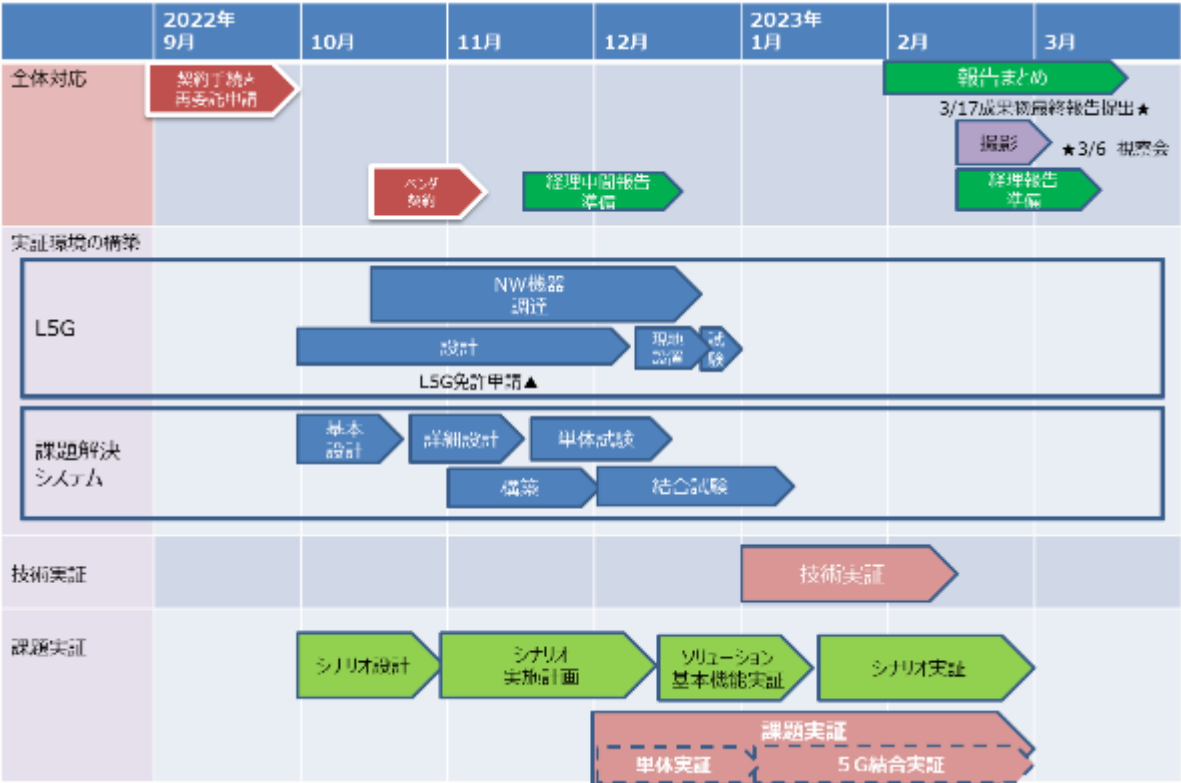 2022年
9月
10月
11月
12月
2023年
1月
2月
3月
全体対応
契約手続き
再委託申請
報告まとめ
3/17成果物最終報告提出★
撮影
★3/6 視察会
ベンダ
契約
経理中間報告
準備
経理報告
準備
実証環境の構築
L5G
NW機器
調達
設計
現地
設置
試
験
L5G免許申請▲
課題解決
システム
基本
設計
詳細設計
単体試験
構築
結合試験
技術実証
技術実証
課題実証
シナリオ設計
シナリオ
実施計画
ソリューション
基本機能実証
シナリオ実証
課題実証
単体実証
5G結合実証